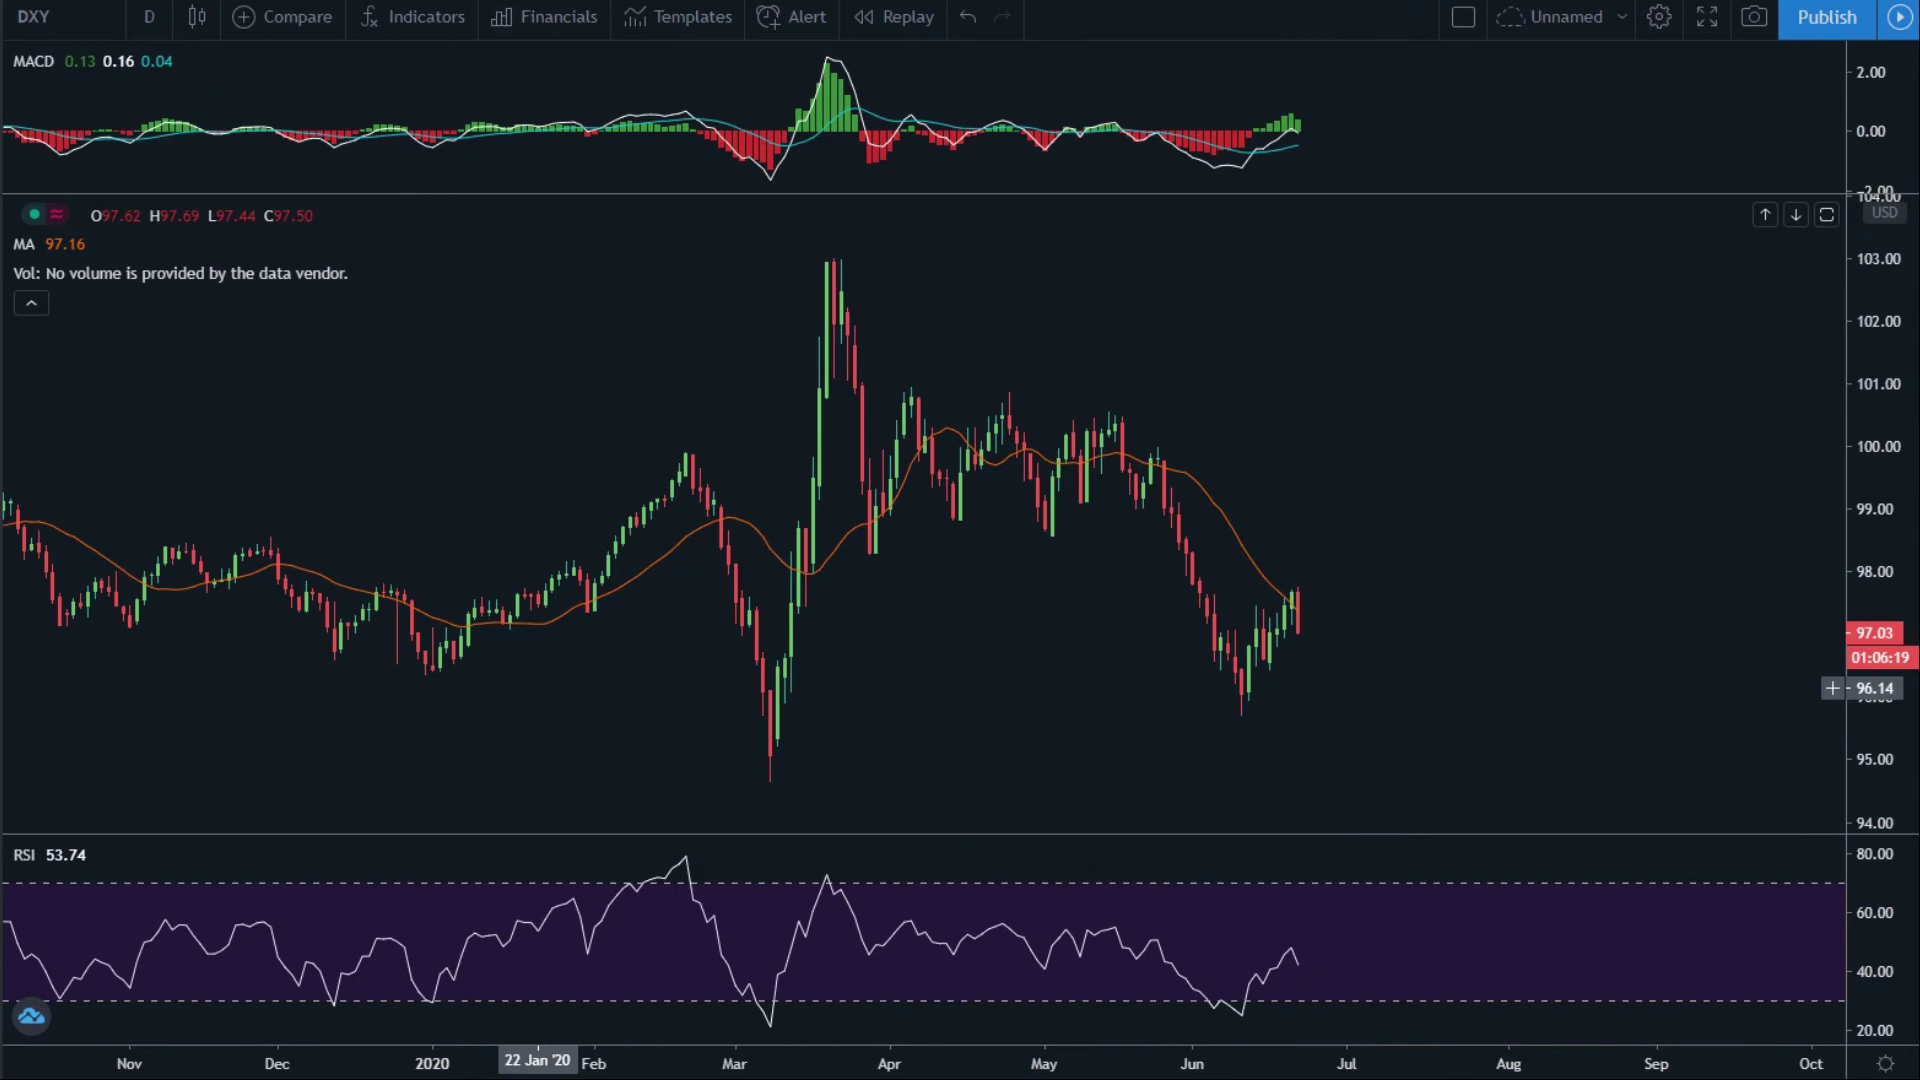 DXY D Compare Indicators Financials Templates Alert Replay Unnamed Publish
MACD 0.13 0.16 0.04
2.00
0.00
-2.00
104.00
USD
O97.62 H97.69 L97.44 C97.50
MA 97.16
Vol: No volume is provided by the data vendor.
103.00
102.00
101.00
100.00
99.00
98.00
97.03
01:06:19
96.14
95.00
94.00
RSI 53.74
80.00
60.00
40.00
20.00
Nov Dec 2020 22 Jan '20 Feb Mar Apr May Jun Jul Aug Sep Oct